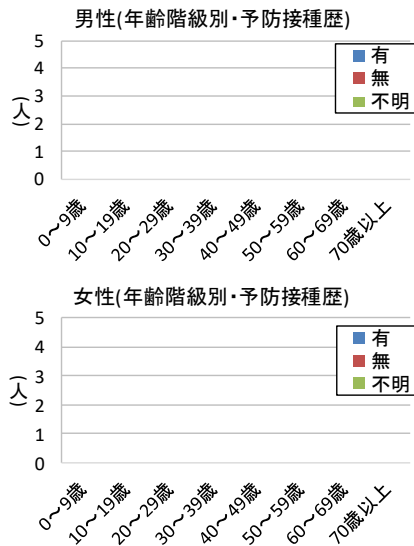 男性(年齢階級別・予防接種歴)
5
4
3
2
1
0
(人)
有
無
不明
0～9歳
10～19歳
20～29歳
30～39歳
40～49歳
50～59歳
60～69歳
70歳以上
女性(年齢階級別・予防接種歴)
5
4
3
2
1
0
(人)
有
無
不明
0～9歳
10～19歳
20～29歳
30～39歳
40～49歳
50～59歳
60～69歳
70歳以上